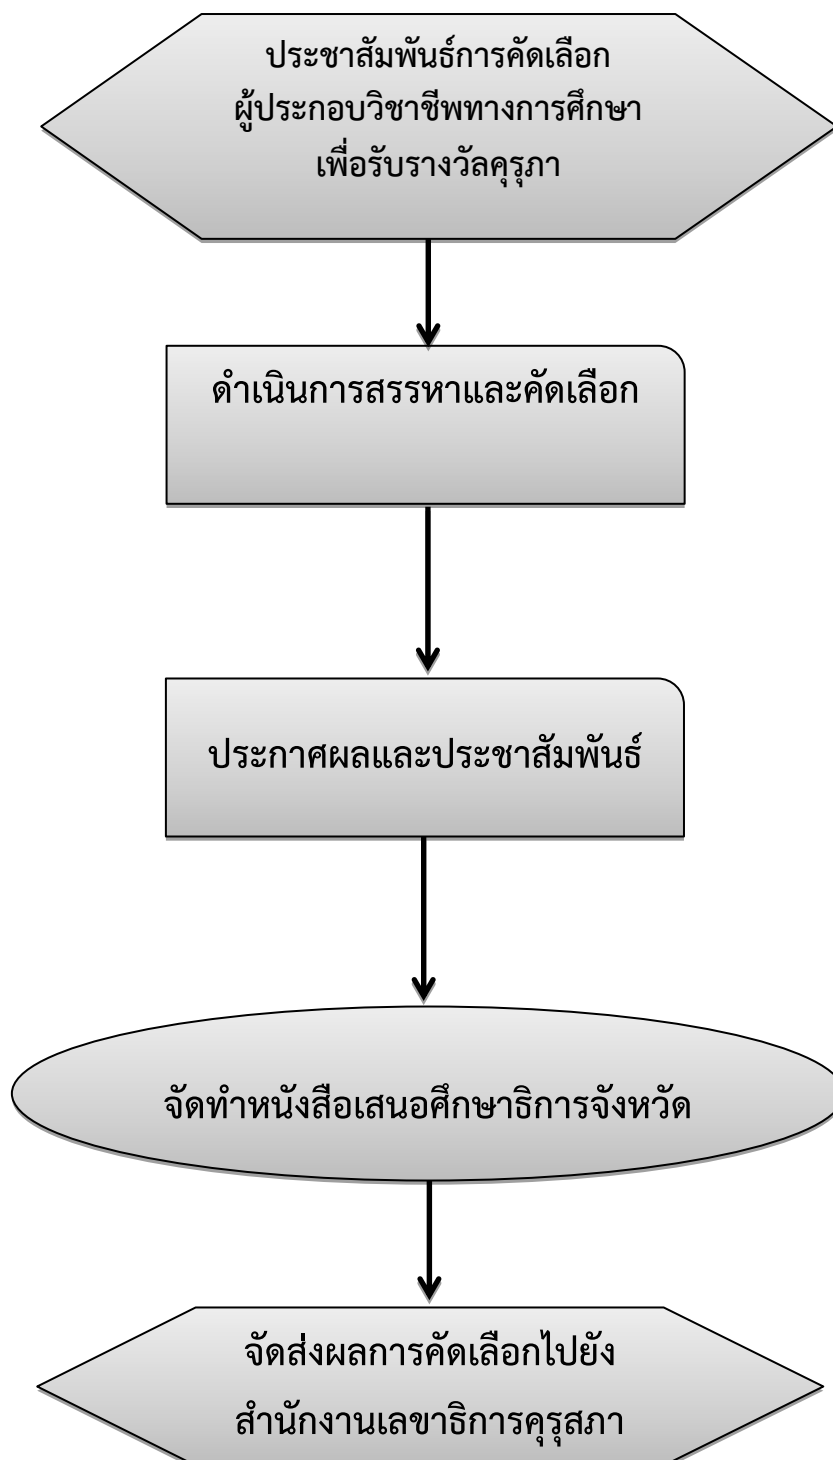 ประชาสัมพันธ์การคัดเลือก
ผู้ประกอบวิชาชีพทางการศึกษา
เพื่อรับรางวัลคุรุภา
ดำเนินการสรรหาและคัดเลือก
ประกาศผลและประชาสัมพันธ์
จัดทำหนังสือเสนอศึกษาธิการจังหวัด
จัดส่งผลการคัดเลือกไปยัง
สำนักงานเลขาธิการคุรุสภา